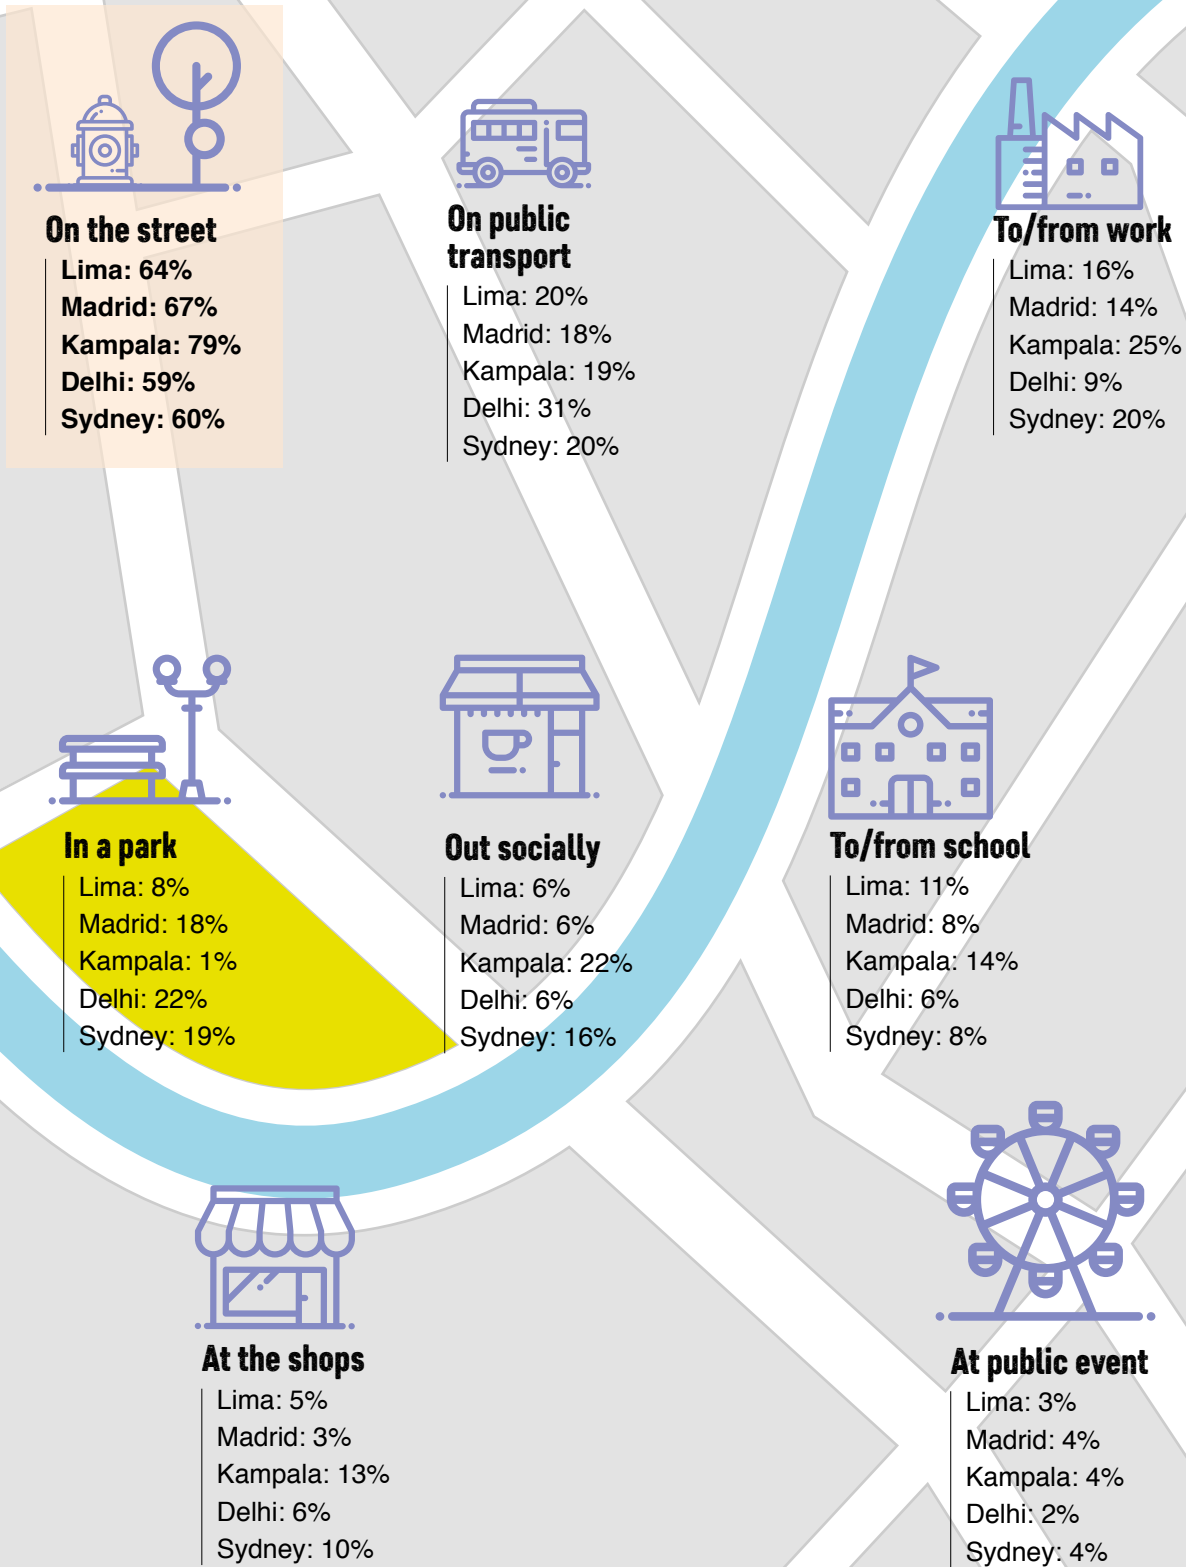 On the street
Lima: 64%
Madrid: 67%
Kampala: 79%
Delhi: 59%
Sydney: 60%
On public
transport
Lima: 20%
Madrid: 18%
Kampala: 19%
Delhi: 31%
Sydney: 20%
To/from work
Lima: 16%
Madrid: 14%
Kampala: 25%
Delhi: 9%
Sydney: 20%
In a park
Lima: 8%
Madrid: 18%
Kampala: 1%
Delhi: 22%
Sydney: 19%
Out socially
Lima: 6%
Madrid: 6%
Kampala: 22%
Delhi: 6%
Sydney: 16%
To/from school
Lima: 11%
Madrid: 8%
Kampala: 14%
Delhi: 6%
Sydney: 8%
At the shops
Lima: 5%
Madrid: 3%
Kampala: 13%
Delhi: 6%
Sydney: 10%
At public event
Lima: 3%
Madrid: 4%
Kampala: 4%
Delhi: 2%
Sydney: 4%